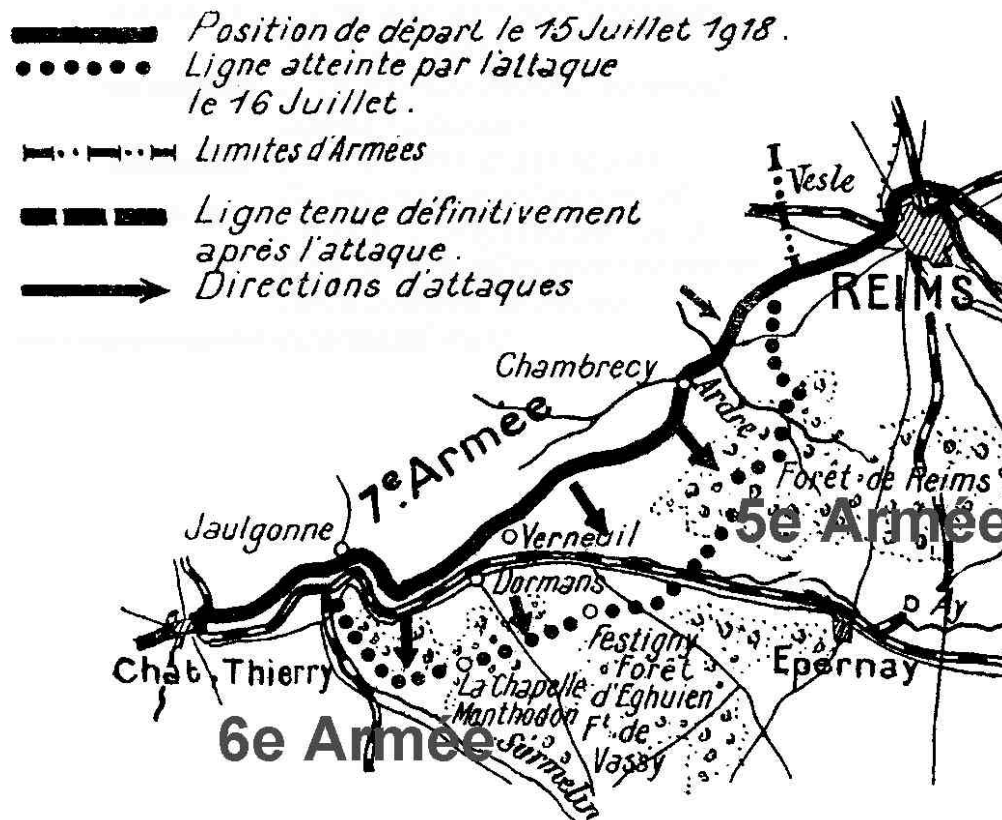 Position de départ le 15 Juillet 1918.
Ligne atteinte par l'attaque
le 16 Juillet.
Limites d'Armées
Ligne tenue définitivement
après l'attaque.
Directions d'attaques
Vesle
REIMS
Chambrecy
Ardre
7e. Armée
Forêt de Reims
5e Armée
Jaulgonne
Verneuil
Dormans
Ay
Chat. Thierry
Festigny
Epernay
La Chapelle
Monthodon
Forêt
d'Eghuien
Ft de
Vassy
6e Armée
Surmelin